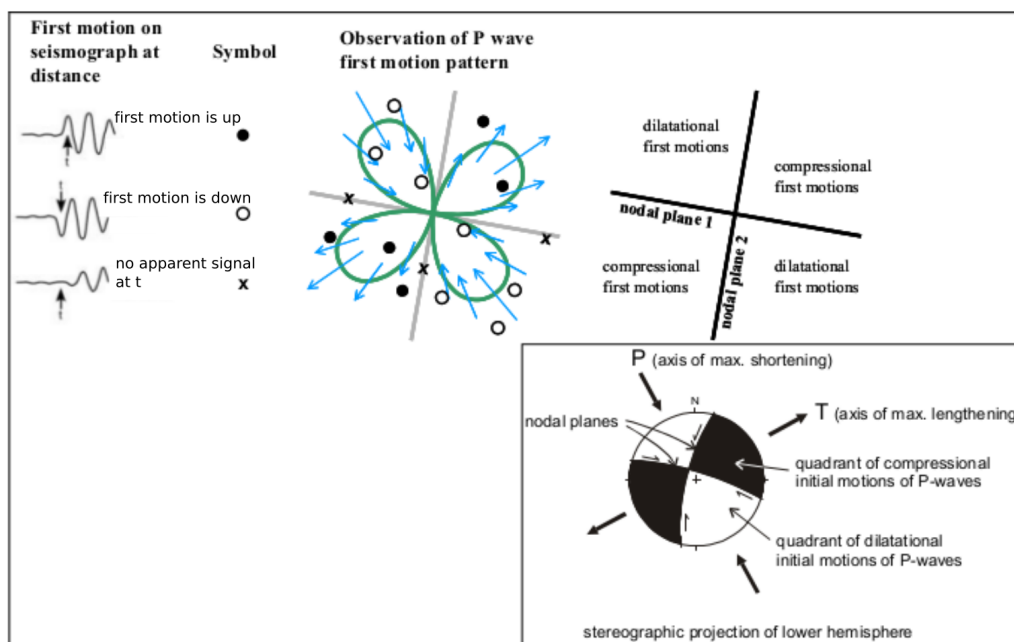 First motion on
seismograph at
distance
Symbol
Observation of P wave
first motion pattern
first motion is up
t
first motion is down
t
no apparent signal
at t
x
t
x
x
x
dilatational
first motions
compressional
first motions
nodal plane 1
nodal plane 2
compressional
first motions
dilatational
first motions
P (axis of max. shortening)
N
T (axis of max. lengthening
nodal planes
quadrant of compressional
initial motions of P-waves
quadrant of dilatational
initial motions of P-waves
stereographic projection of lower hemisphere